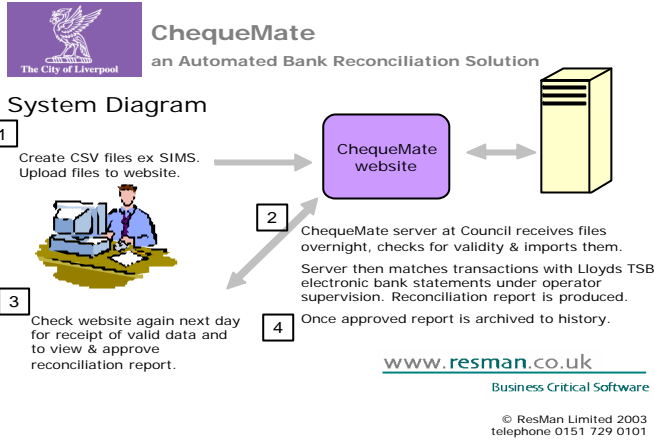 The City of Liverpool
ChequeMate
an Automated Bank Reconciliation Solution
System Diagram
1
Create CSV files ex SIMS.
Upload files to website.
ChequeMate
website
2
ChequeMate server at Council receives files
overnight, checks for validity & imports them.
Server then matches transactions with Lloyds TSB
electronic bank statements under operator
supervision. Reconciliation report is produced.
3
Check website again next day
for receipt of valid data and
to view & approve
reconciliation report.
4
Once approved report is archived to history.
www.resman.co.uk
Business Critical Software
© ResMan Limited 2003
telephone 0151 729 0101